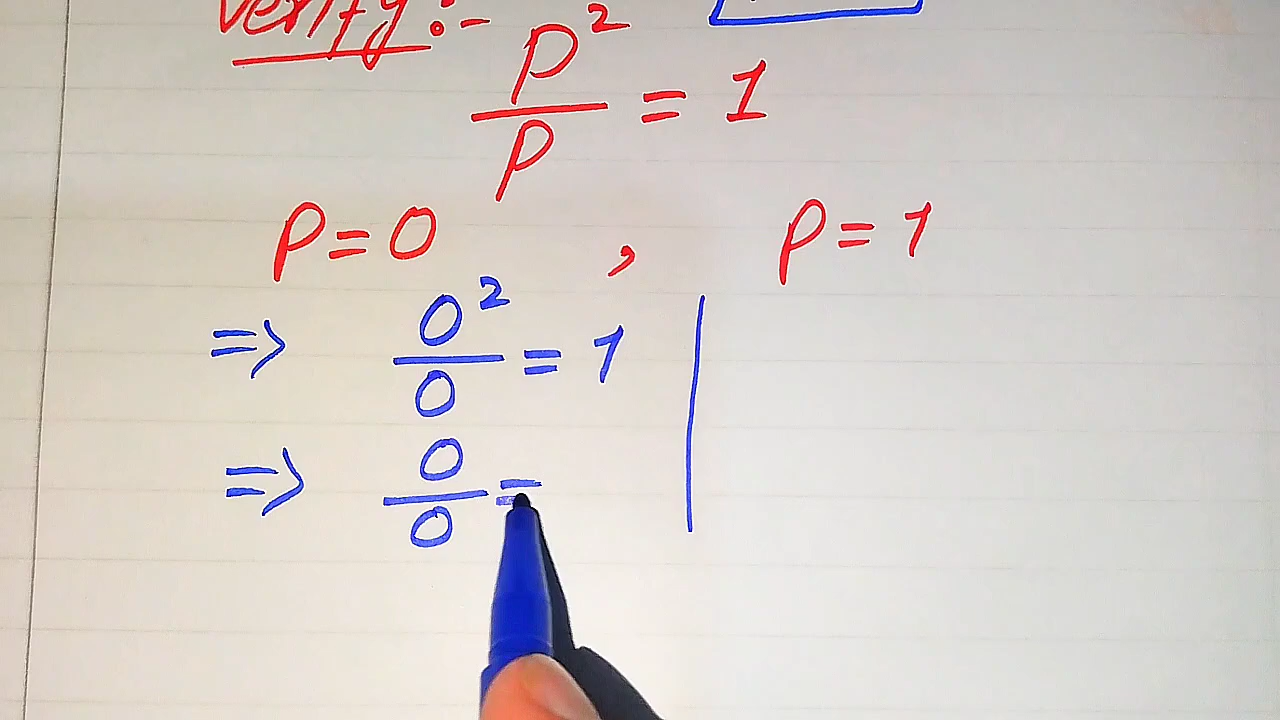 Verify:-
P²/P = 1
P = 0 , P = 1
=> 0²/0 = 1
=> 0/0 =